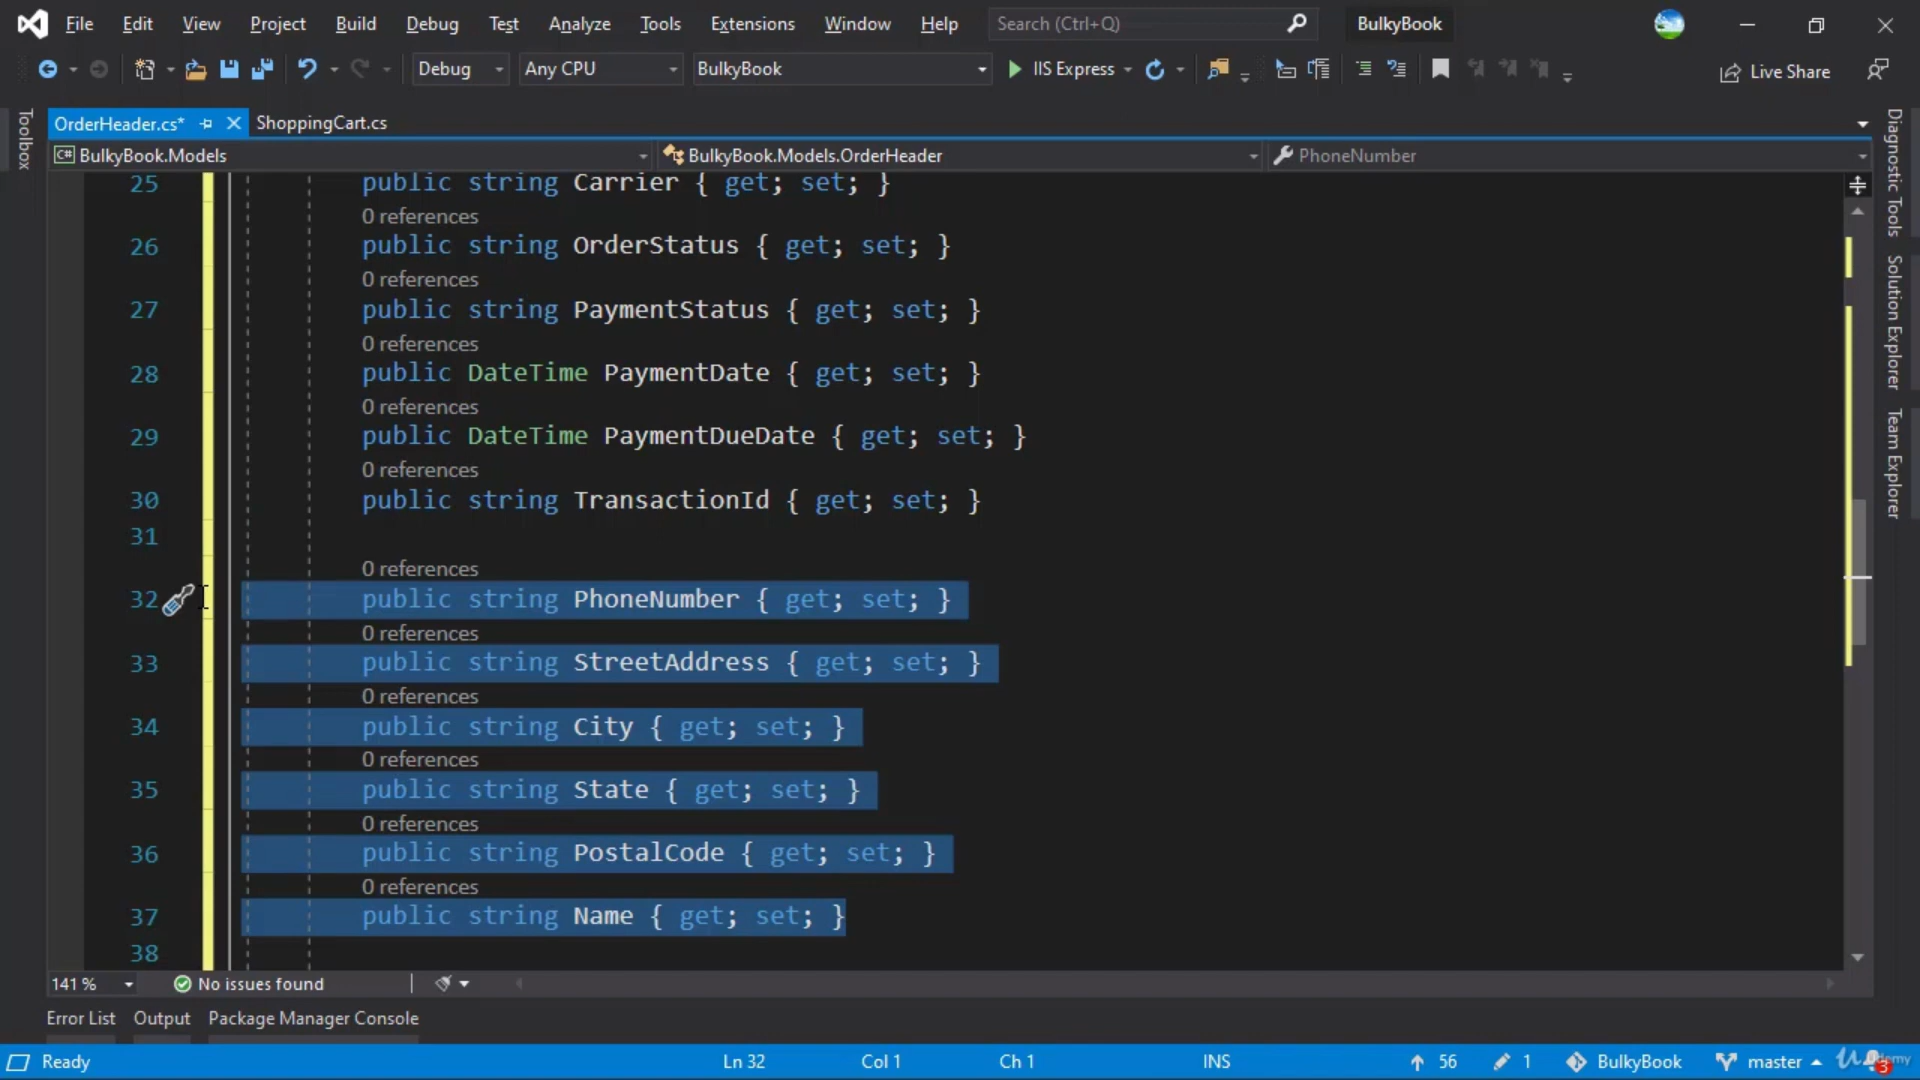 File Edit View Project Build Debug Test Analyze Tools Extensions Window Help Search (Ctrl+Q) BulkyBook
Debug Any CPU BulkyBook IIS Express Live Share
OrderHeader.cs* ShoppingCart.cs
BulkyBook.Models BulkyBook.Models.OrderHeader PhoneNumber
Toolbox
25 public string Carrier { get; set; }
0 references
26 public string OrderStatus { get; set; }
0 references
27 public string PaymentStatus { get; set; }
0 references
28 public DateTime PaymentDate { get; set; }
0 references
29 public DateTime PaymentDueDate { get; set; }
0 references
30 public string TransactionId { get; set; }
31
0 references
32 public string PhoneNumber { get; set; }
0 references
33 public string StreetAddress { get; set; }
0 references
34 public string City { get; set; }
0 references
35 public string State { get; set; }
0 references
36 public string PostalCode { get; set; }
0 references
37 public string Name { get; set; }
38
Diagnostic Tools
Solution Explorer
Team Explorer
141 % No issues found
Error List Output Package Manager Console
Ready Ln 32 Col 1 Ch 1 INS 56 1 BulkyBook master 3
Udemy